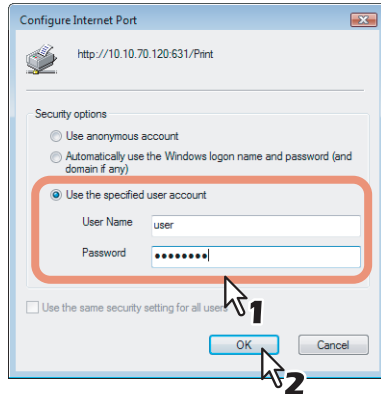 Configure Internet Port
http://10.10.70.120:631/Print
Security options
Use anonymous account
Automatically use the Windows logon name and password (and
domain if any)
Use the specified user account
User Name user
Password ••••••••
Use the same security setting for all users
1
OK Cancel
2